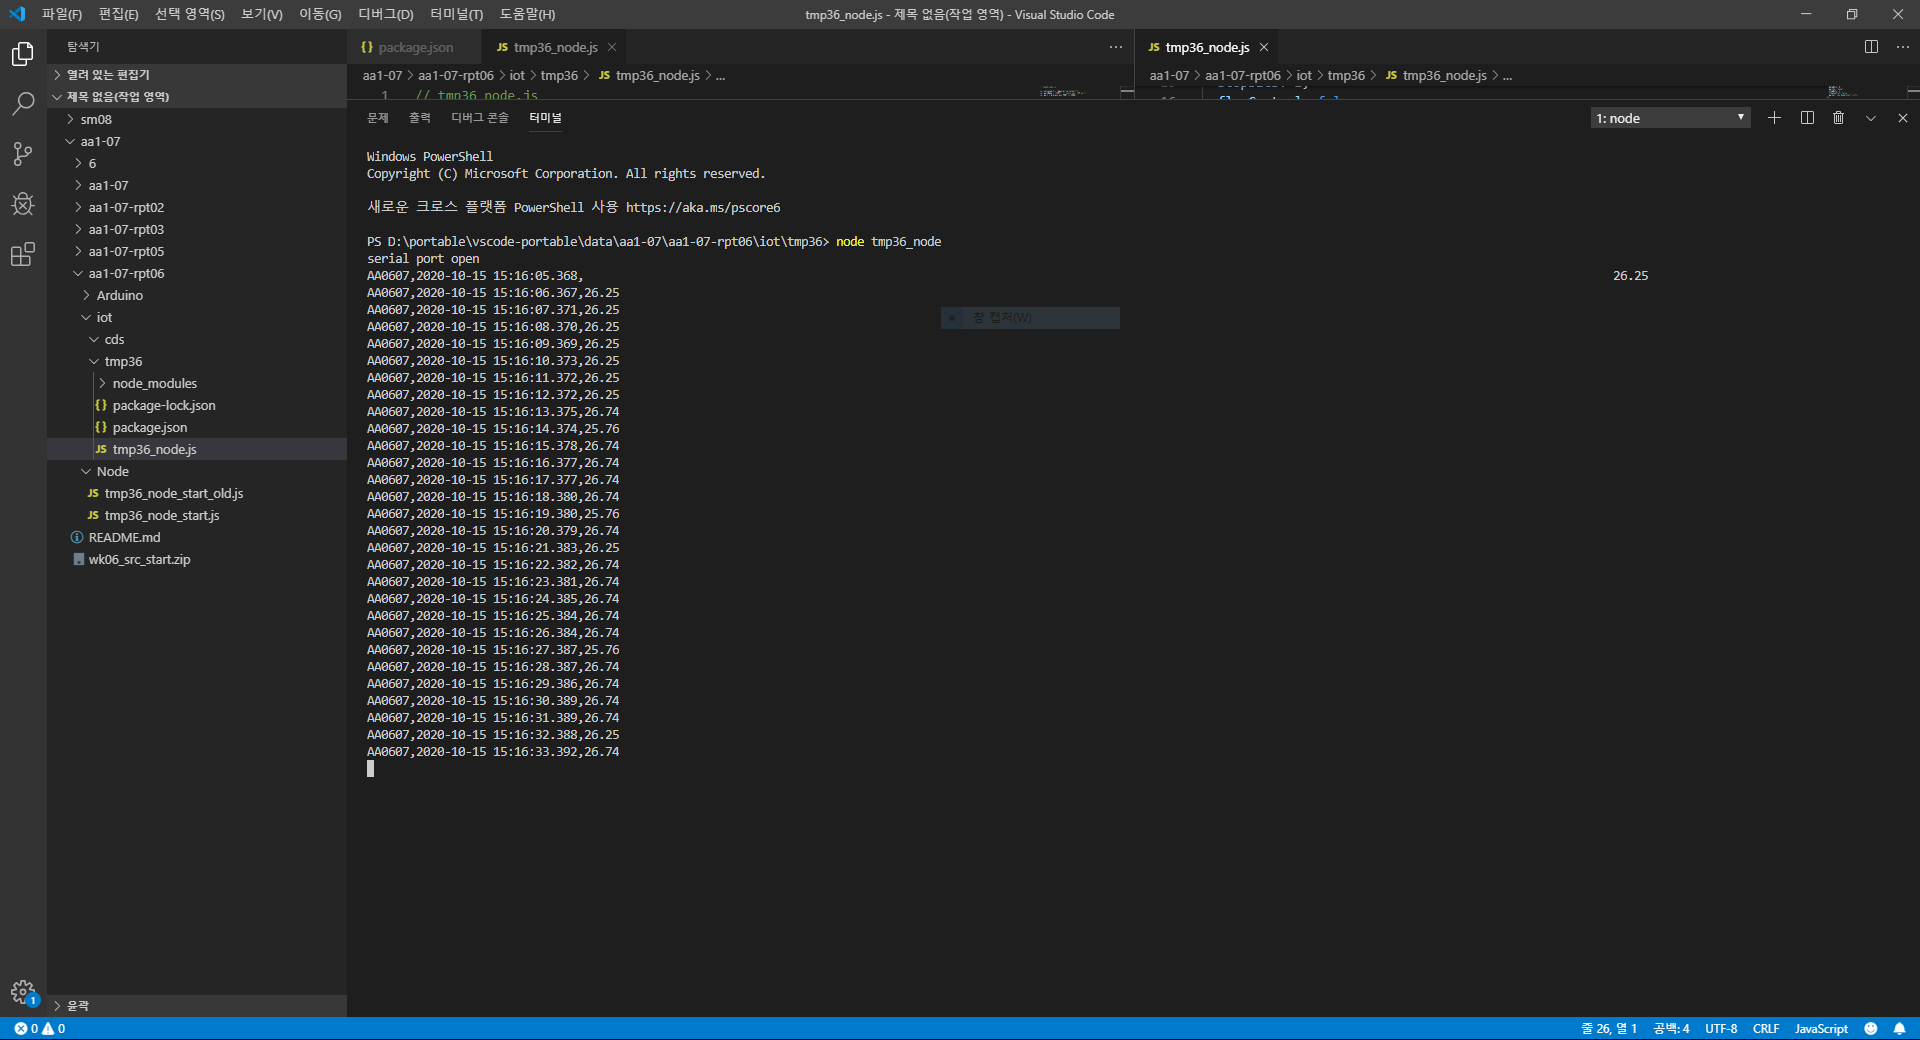 파일(F) 편집(E) 선택 영역(S) 보기(V) 이동(G) 디버그(D) 터미널(T) 도움말(H)
tmp36_node.js - 제목 없음(작업 영역) - Visual Studio Code
탐색기
열려 있는 편집기
제목 없음(작업 영역)
sm08
aa1-07
6
aa1-07
aa1-07-rpt02
aa1-07-rpt03
aa1-07-rpt05
aa1-07-rpt06
Arduino
iot
cds
tmp36
node_modules
{} package-lock.json
{} package.json
JS tmp36_node.js
Node
JS tmp36_node_start_old.js
JS tmp36_node_start.js
README.md
wk06_src_start.zip
윤곽
{} package.json
JS tmp36_node.js
aa1-07 > aa1-07-rpt06 > iot > tmp36 > JS tmp36_node.js > ...
1 // tmp36_node.js
JS tmp36_node.js
aa1-07 > aa1-07-rpt06 > iot > tmp36 > JS tmp36_node.js > ...
문제 출력 디버그 콘솔 터미널
1: node
Windows PowerShell
Copyright (C) Microsoft Corporation. All rights reserved.
새로운 크로스 플랫폼 PowerShell 사용 https://aka.ms/pscore6
PS D:\portable\vscode-portable\data\aa1-07\aa1-07-rpt06\iot\tmp36> node tmp36_node
serial port open
AA0607,2020-10-15 15:16:05.368, 26.25
AA0607,2020-10-15 15:16:06.367,26.25
AA0607,2020-10-15 15:16:07.371,26.25
AA0607,2020-10-15 15:16:08.370,26.25
AA0607,2020-10-15 15:16:09.369,26.25
AA0607,2020-10-15 15:16:10.373,26.25
AA0607,2020-10-15 15:16:11.372,26.25
AA0607,2020-10-15 15:16:12.372,26.25
AA0607,2020-10-15 15:16:13.375,26.74
AA0607,2020-10-15 15:16:14.374,25.76
AA0607,2020-10-15 15:16:15.378,26.74
AA0607,2020-10-15 15:16:16.377,26.74
AA0607,2020-10-15 15:16:17.377,26.74
AA0607,2020-10-15 15:16:18.380,26.74
AA0607,2020-10-15 15:16:19.380,25.76
AA0607,2020-10-15 15:16:20.379,26.74
AA0607,2020-10-15 15:16:21.383,26.25
AA0607,2020-10-15 15:16:22.382,26.74
AA0607,2020-10-15 15:16:23.381,26.74
AA0607,2020-10-15 15:16:24.385,26.74
AA0607,2020-10-15 15:16:25.384,26.74
AA0607,2020-10-15 15:16:26.384,26.74
AA0607,2020-10-15 15:16:27.387,25.76
AA0607,2020-10-15 15:16:28.387,26.74
AA0607,2020-10-15 15:16:29.386,26.74
AA0607,2020-10-15 15:16:30.389,26.74
AA0607,2020-10-15 15:16:31.389,26.74
AA0607,2020-10-15 15:16:32.388,26.25
AA0607,2020-10-15 15:16:33.392,26.74
창 캡처(W)
1
0 0
줄 26, 열 1 공백: 4 UTF-8 CRLF JavaScript